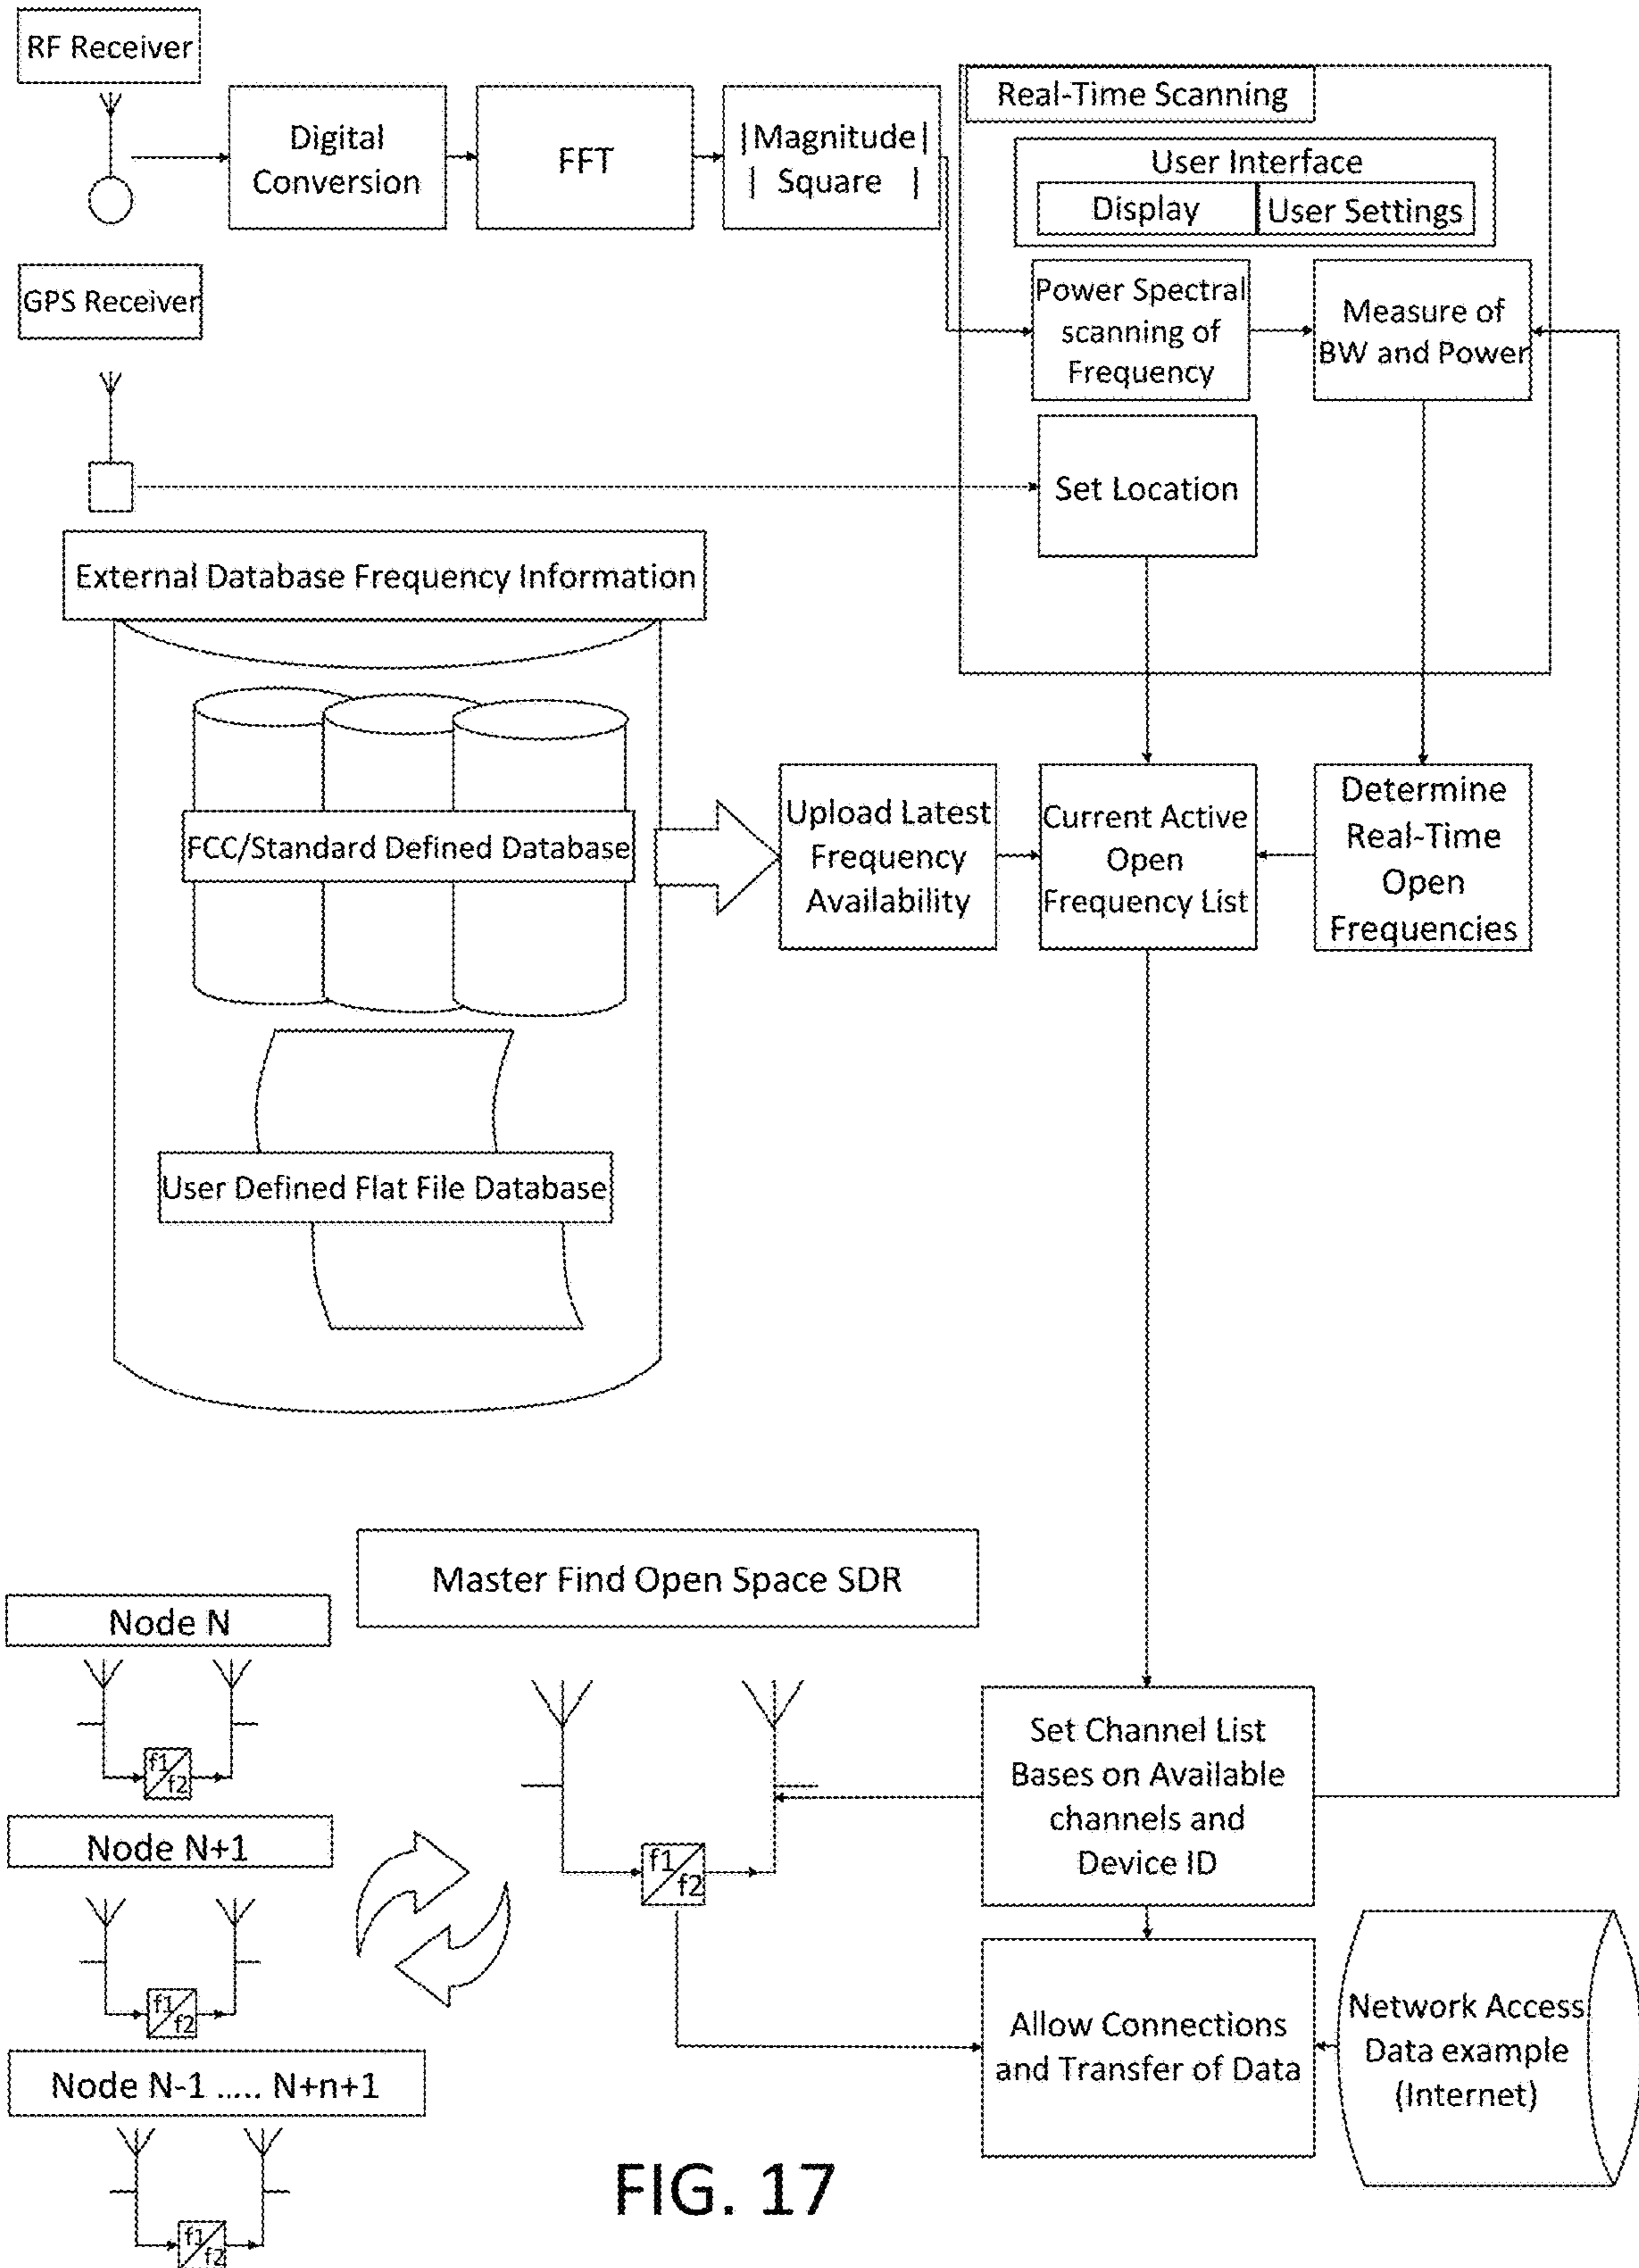 RF Receiver
Digital
Conversion
FFT
|Magnitude|
| Square |
Real-Time Scanning
User Interface
Display
User Settings
GPS Receiver
Power Spectral
scanning of
Frequency
Measure of
BW and Power
Set Location
External Database Frequency Information
FCC/Standard Defined Database
Upload Latest
Frequency
Availability
Current Active
Open
Frequency List
Determine
Real-Time
Open
Frequencies
User Defined Flat File Database
Master Find Open Space SDR
Node N
f1
f2
Node N+1
f1
f2
Node N-1 ..... N+n+1
f1
f2
f1
f2
Set Channel List
Bases on Available
channels and
Device ID
Allow Connections
and Transfer of Data
Network Access
Data example
(Internet)
FIG. 17